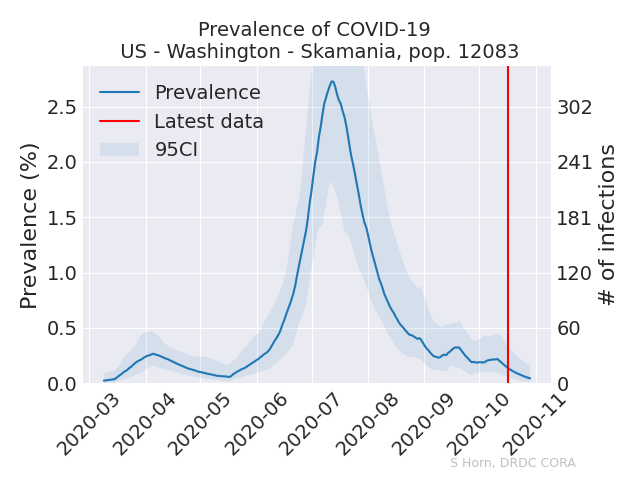 Prevalence of COVID-19
US - Washington - Skamania, pop. 12083
Prevalence
Latest data
95CI
Prevalence (%)
2.5
2.0
1.5
1.0
0.5
0.0
302
241
181
120
60
0
# of infections
2020-03
2020-04
2020-05
2020-06
2020-07
2020-08
2020-09
2020-10
2020-11
S Horn, DRDC CORA